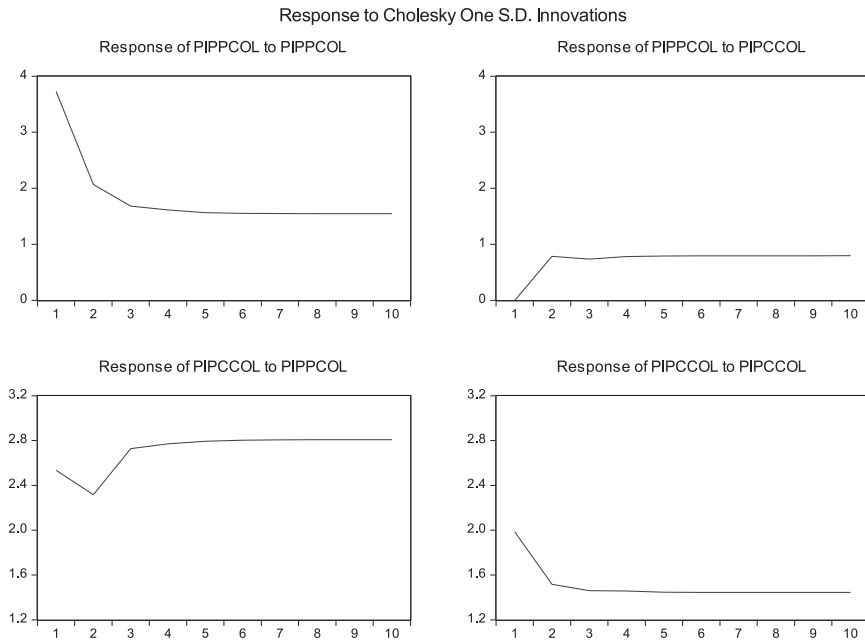 Response to Cholesky One S.D. Innovations
Response of PIPPCOL to PIPPCOL
4
3
2
1
0
1 2 3 4 5 6 7 8 9 10
Response of PIPPCOL to PIPCCOL
4
3
2
1
0
1 2 3 4 5 6 7 8 9 10
Response of PIPCCOL to PIPPCOL
3.2
2.8
2.4
2.0
1.6
1.2
1 2 3 4 5 6 7 8 9 10
Response of PIPCCOL to PIPCCOL
3.2
2.8
2.4
2.0
1.6
1.2
1 2 3 4 5 6 7 8 9 10